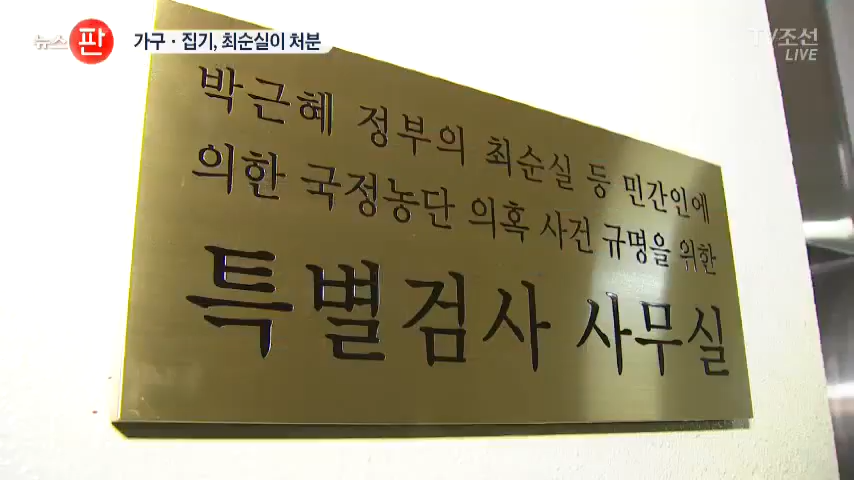 뉴스 판 가구·집기, 최순실이 처분
TV조선
LIVE
박근혜 정부의 최순실 등 민간인에
의한 국정농단 의혹 사건 규명을 위한
특별검사 사무실